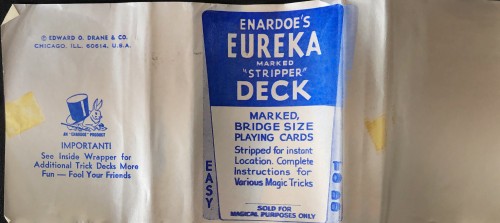 © EDWARD O. DRANE & CO.
CHICAGO, ILL. 60614, U.S.A.
AN "ENARDOE" PRODUCT
IMPORTANT!
See Inside Wrapper for
Additional Trick Decks More
Fun — Fool Your Friends
ENARDOE'S
EUREKA
MARKED
"STRIPPER"
DECK
MARKED,
BRIDGE SIZE
PLAYING CARDS
Stripped for instant
Location. Complete
Instructions for
Various Magic Tricks
EASY
SOLD FOR
MAGICAL PURPOSES ONLY